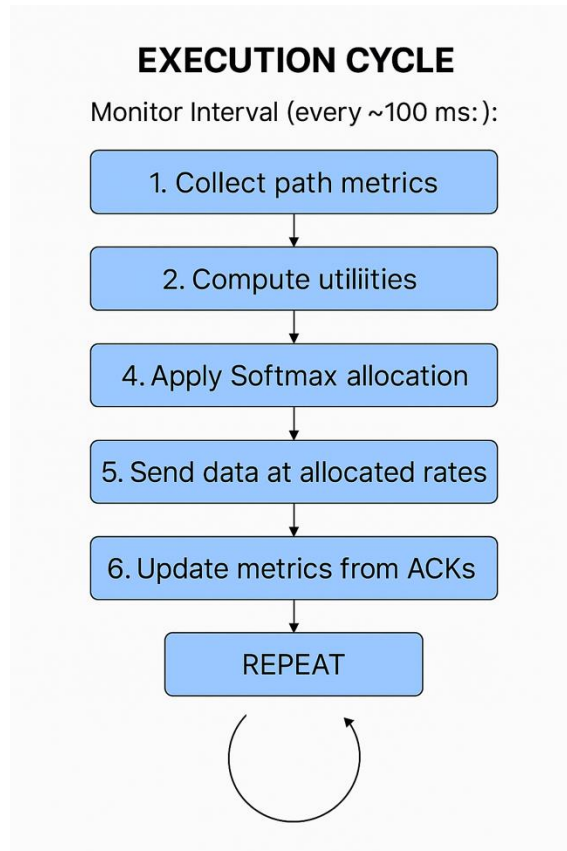 EXECUTION CYCLE
Monitor Interval (every ~100 ms:):
1. Collect path metrics
2. Compute utiliities
4. Apply Softmax allocation
5. Send data at allocated rates
6. Update metrics from ACKs
REPEAT